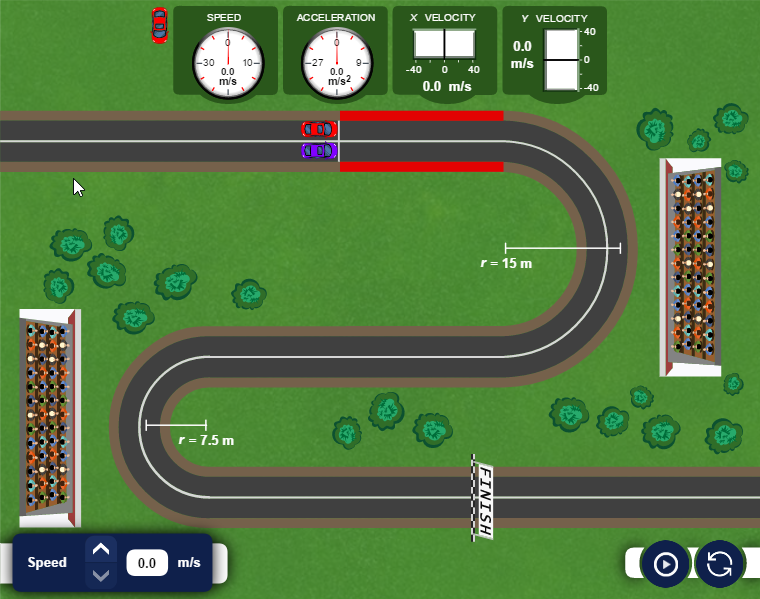 SPEED
0
30
10
0.0
m/s
ACCELERATION
0
27
9
0.0
m/s²
X VELOCITY
-40
0
40
0.0 m/s
Y VELOCITY
0.0
m/s
40
0
-40
r = 15 m
r = 7.5 m
FINISH
Speed
0.0
m/s